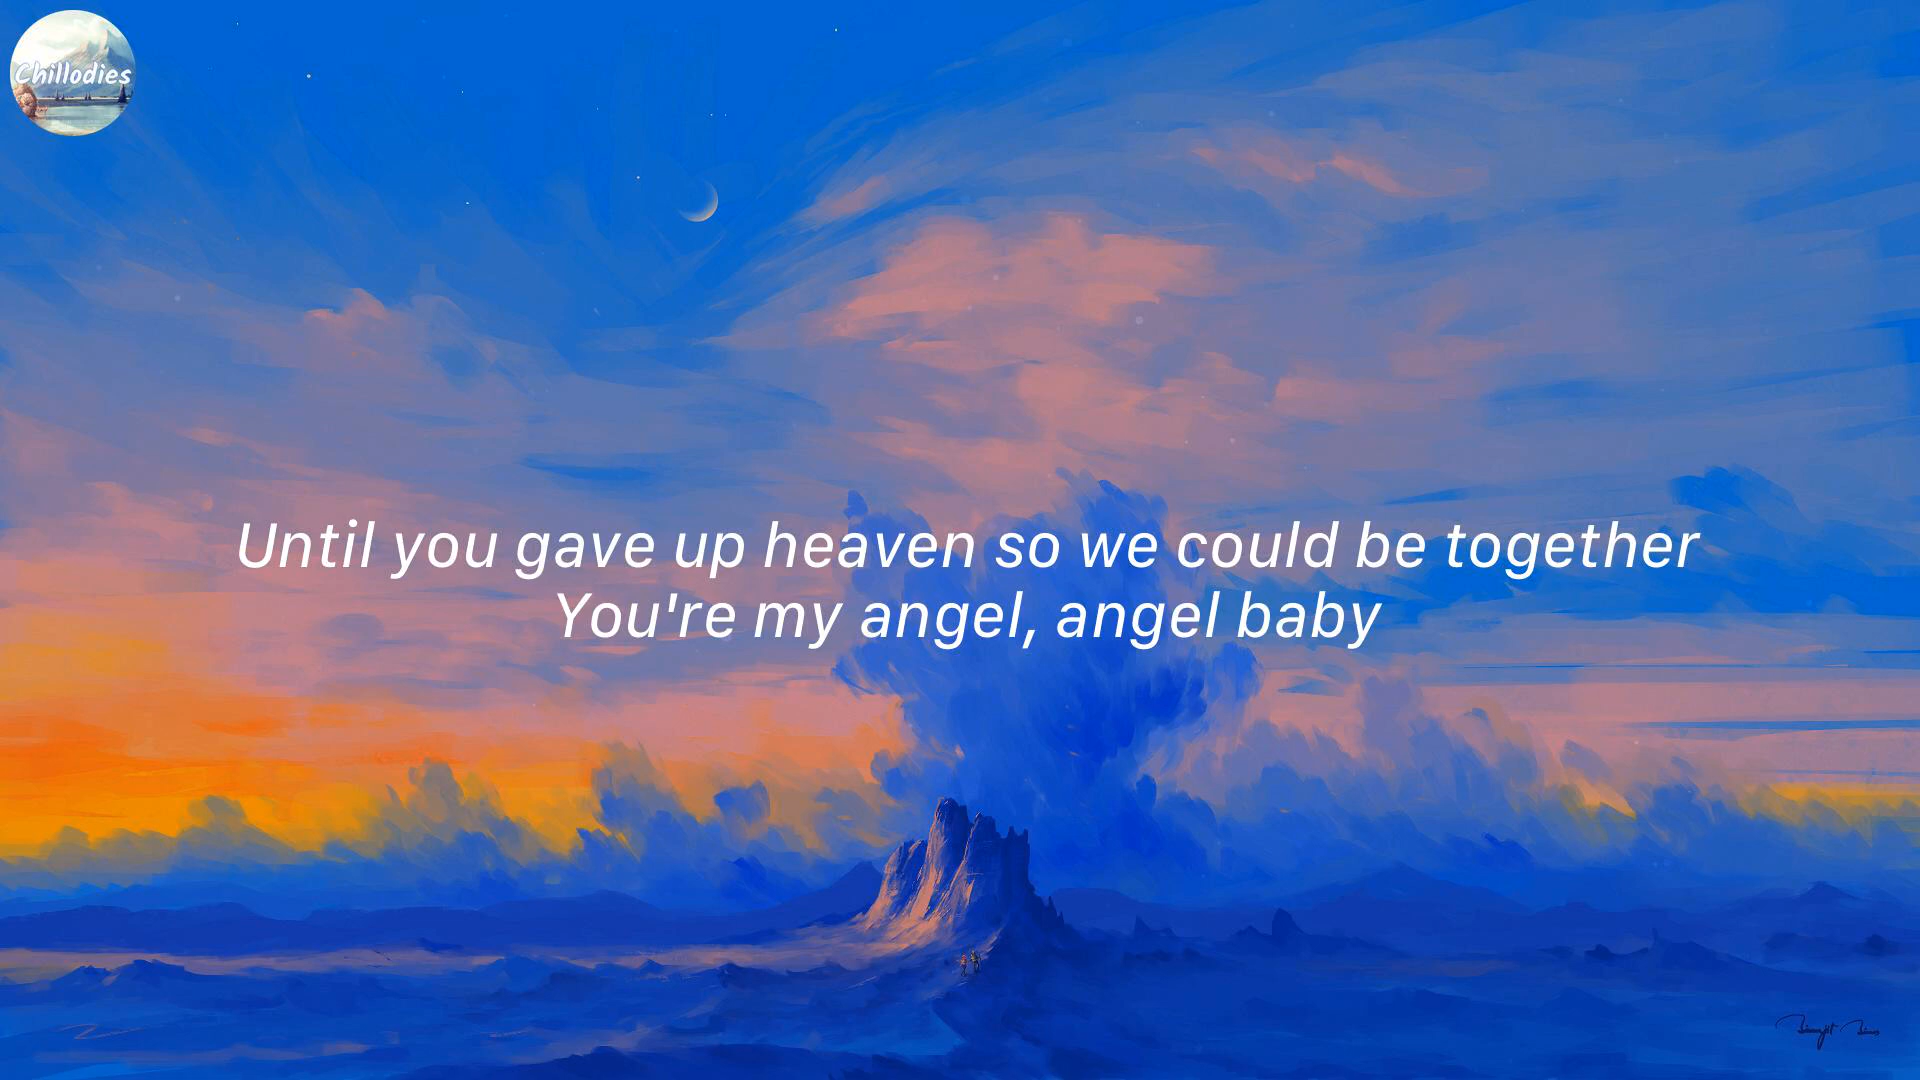 Chillodies
Until you gave up heaven so we could be together
You're my angel, angel baby